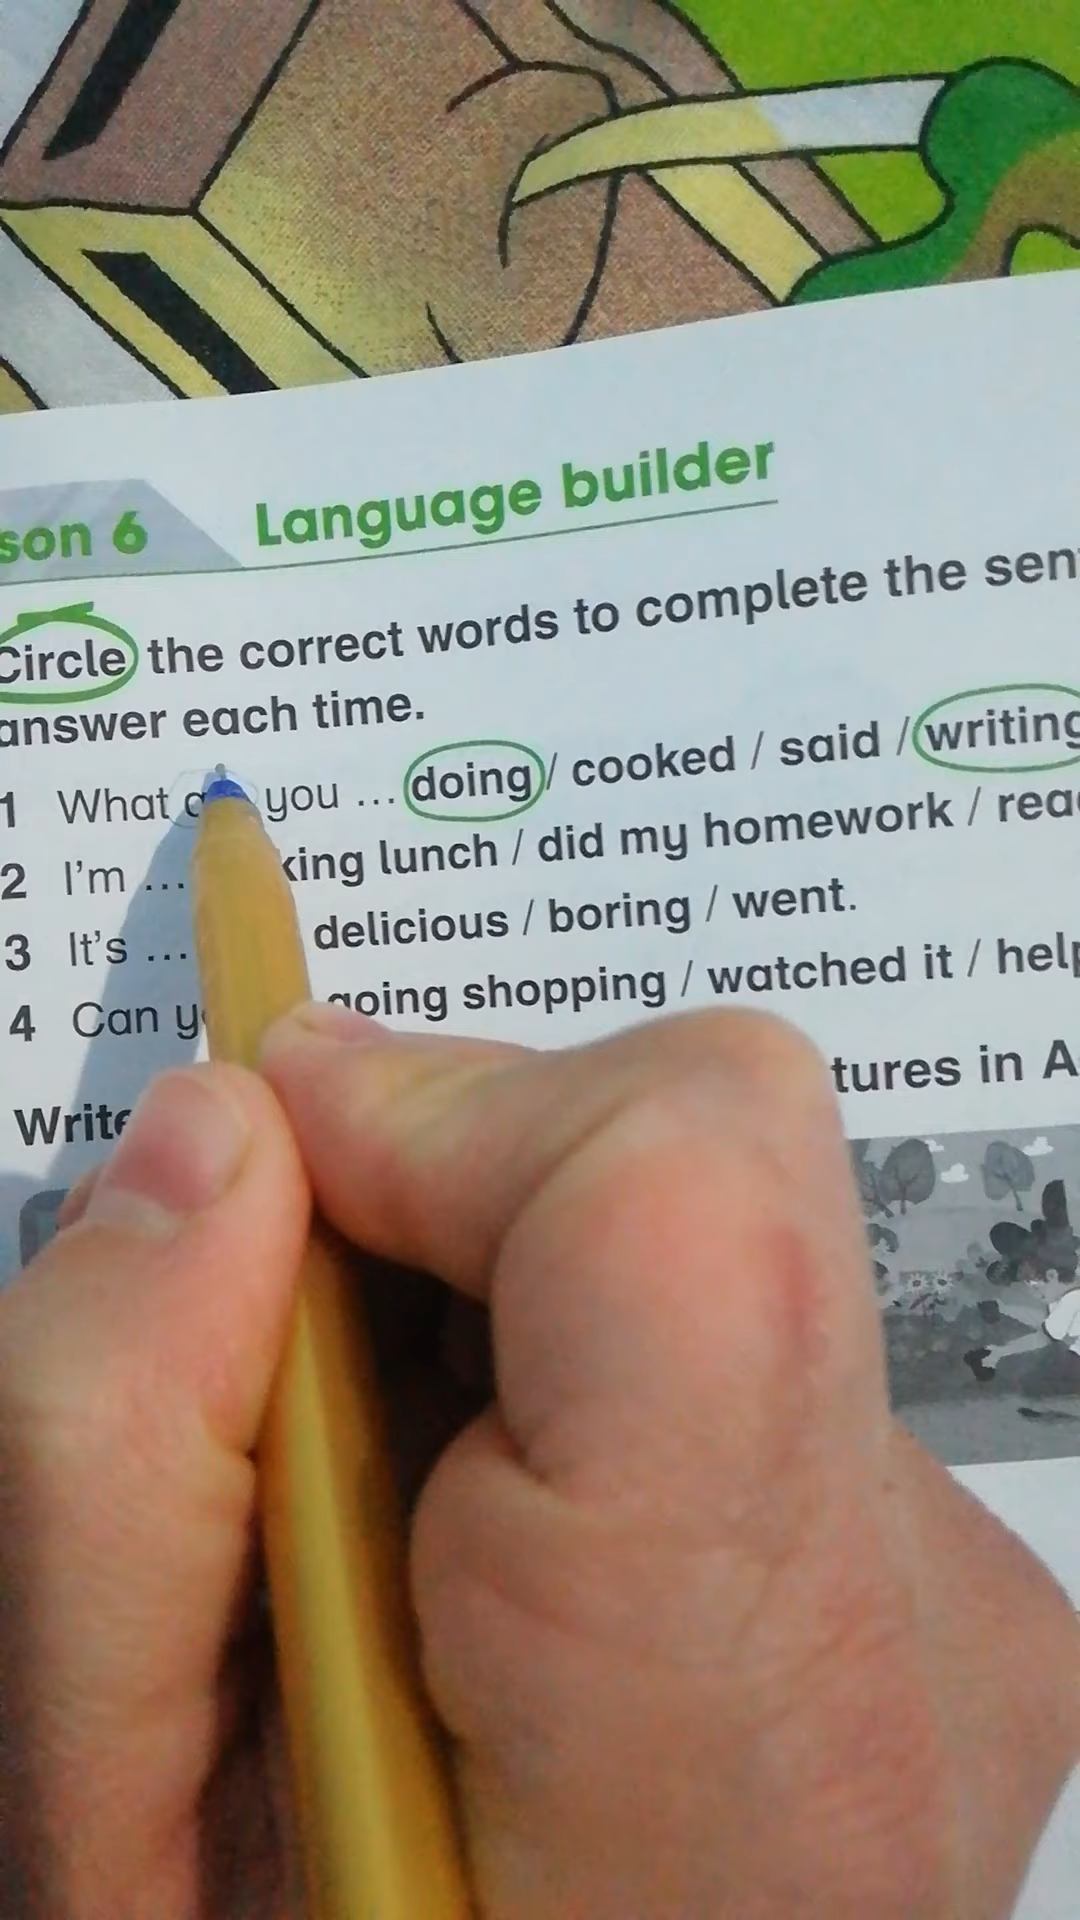 son 6 Language builder
Circle the correct words to complete the sen
answer each time.
1 What you ... doing / cooked / said / writing
2 I'm ... king lunch / did my homework / rea
3 It's ... delicious / boring / went.
4 Can y going shopping / watched it / help
Write tures in A